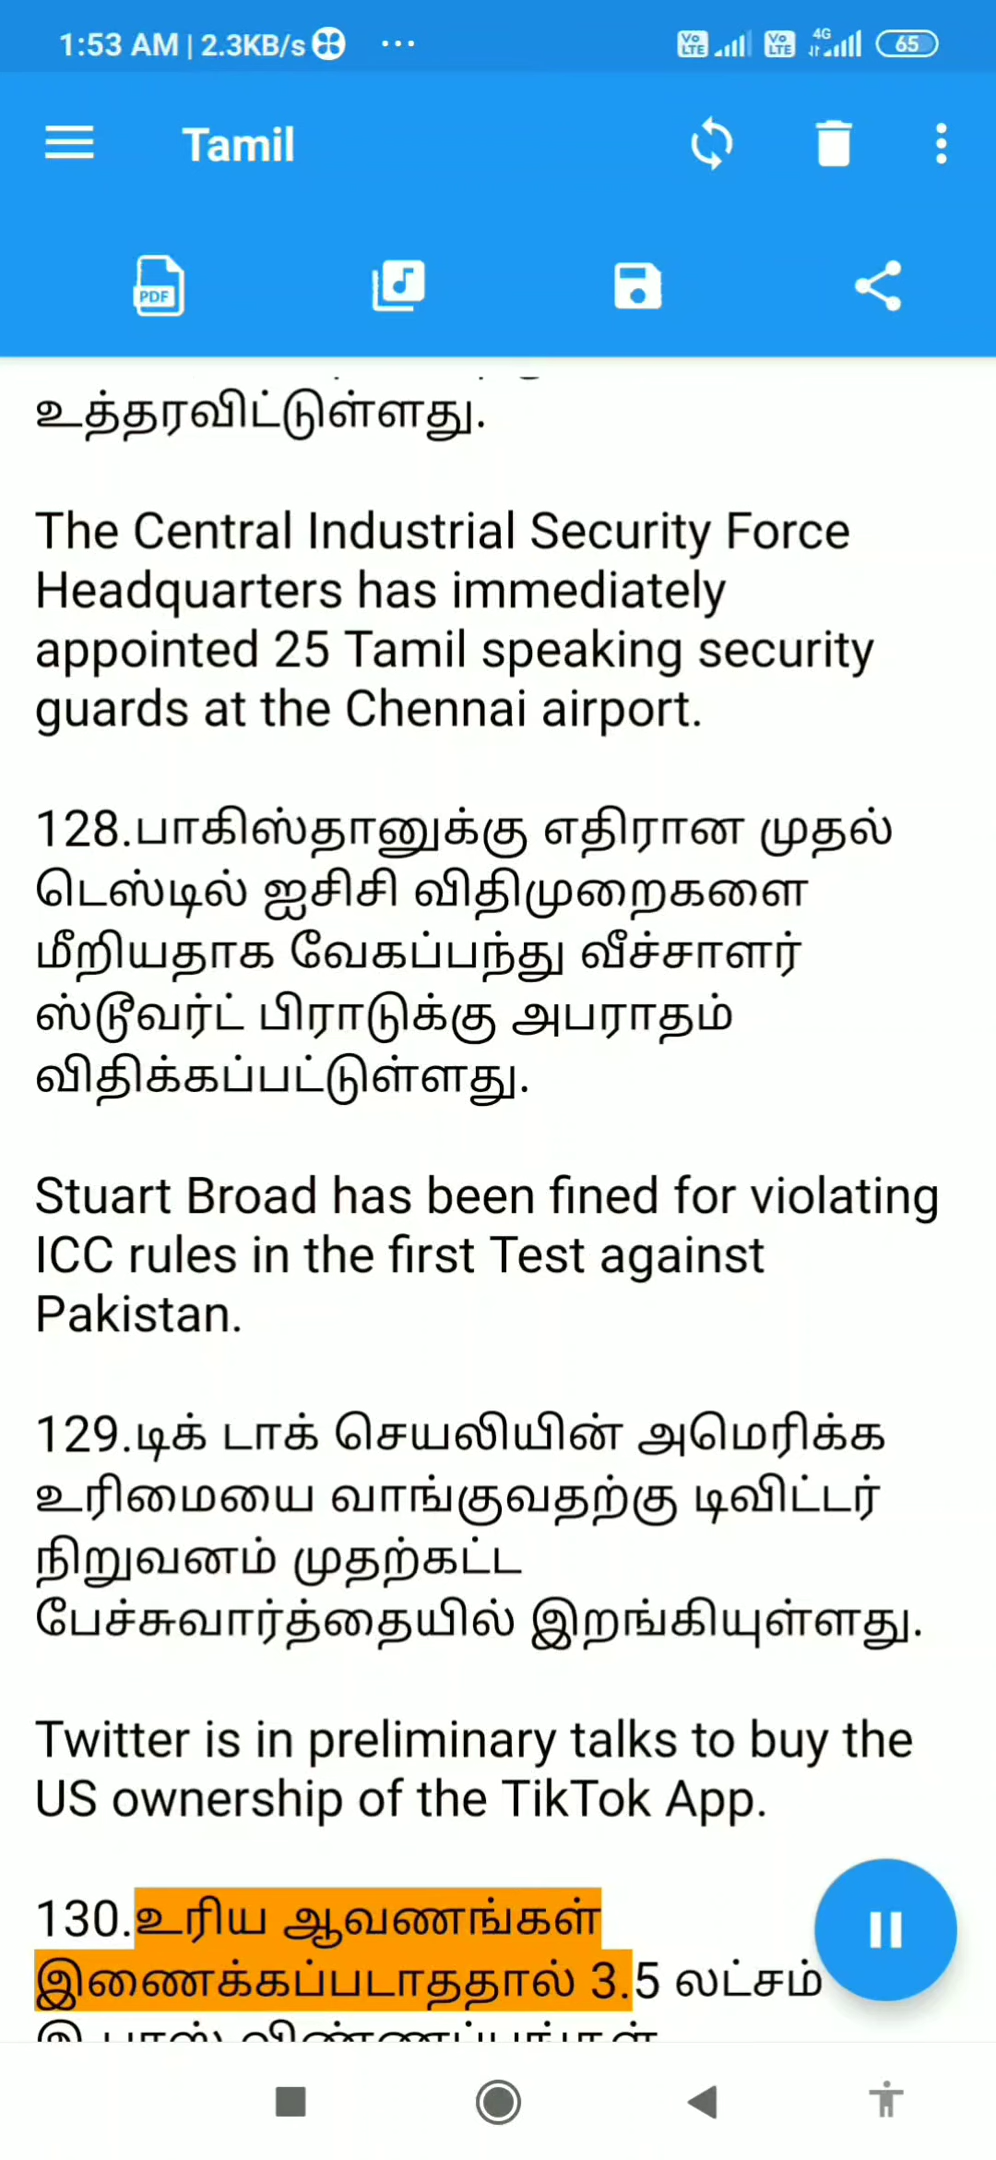 1:53 AM | 2.3KB/s
Vo LTE
Vo LTE
4G
65
Tamil
PDF
உத்தரவிட்டுள்ளது.
The Central Industrial Security Force
Headquarters has immediately
appointed 25 Tamil speaking security
guards at the Chennai airport.
128.பாகிஸ்தானுக்கு எதிரான முதல்
டெஸ்டில் ஐசிசி விதிமுறைகளை
மீறியதாக வேகப்பந்து வீச்சாளர்
ஸ்டூவர்ட் பிராடுக்கு அபராதம்
விதிக்கப்பட்டுள்ளது.
Stuart Broad has been fined for violating
ICC rules in the first Test against
Pakistan.
129.டிக் டாக் செயலியின் அமெரிக்க
உரிமையை வாங்குவதற்கு டிவிட்டர்
நிறுவனம் முதற்கட்ட
பேச்சுவார்த்தையில் இறங்கியுள்ளது.
Twitter is in preliminary talks to buy the
US ownership of the TikTok App.
130.உரிய ஆவணங்கள்
இணைக்கப்படாததால் 3.5 லட்சம்